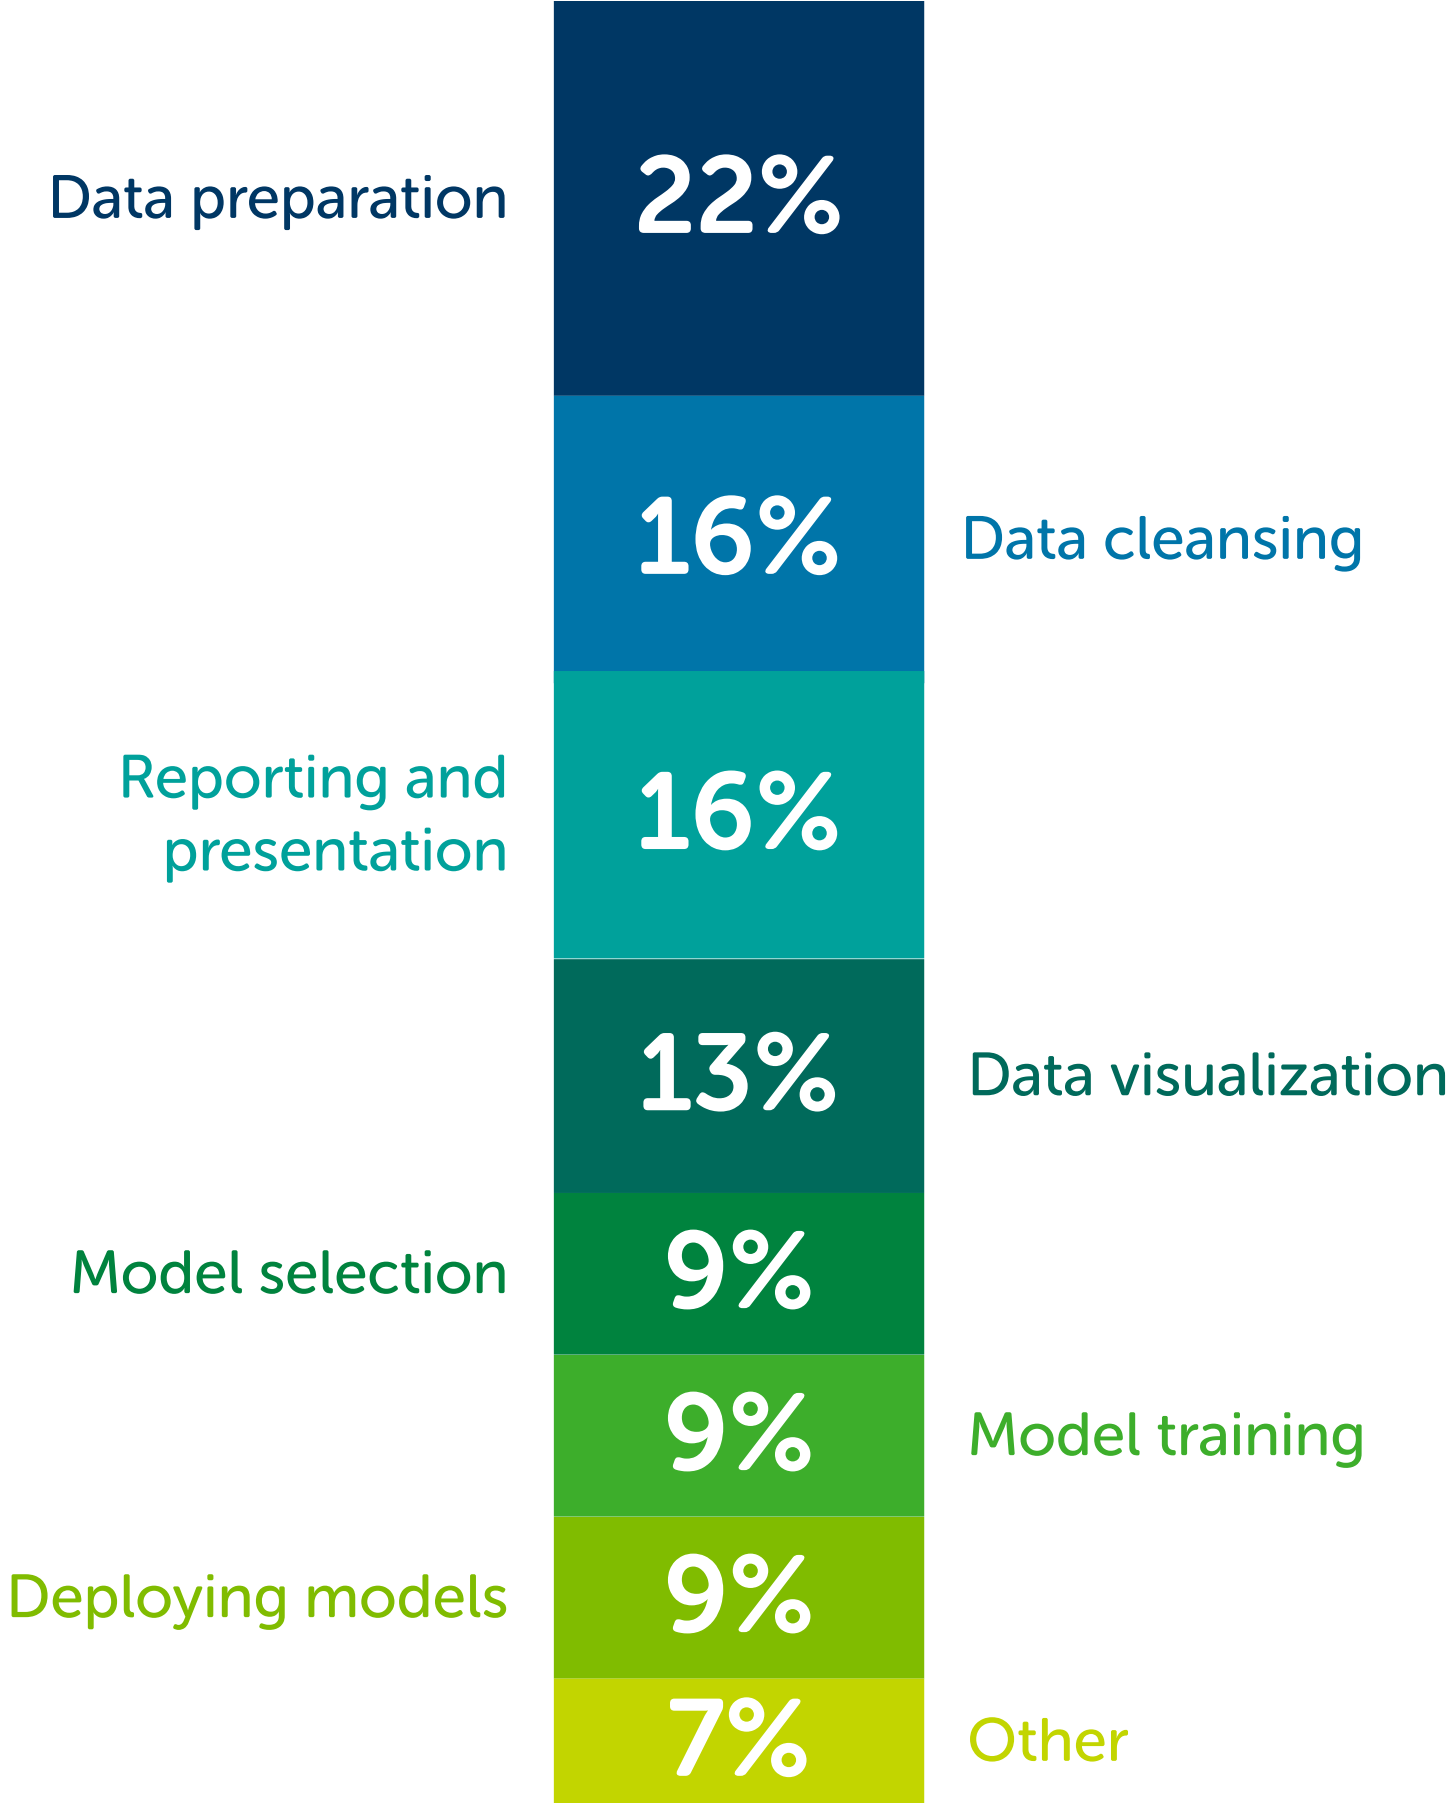 Data preparation
22%
16%
Data cleansing
Reporting and
presentation
16%
13%
Data visualization
Model selection
9%
9%
Model training
Deploying models
9%
7%
Other